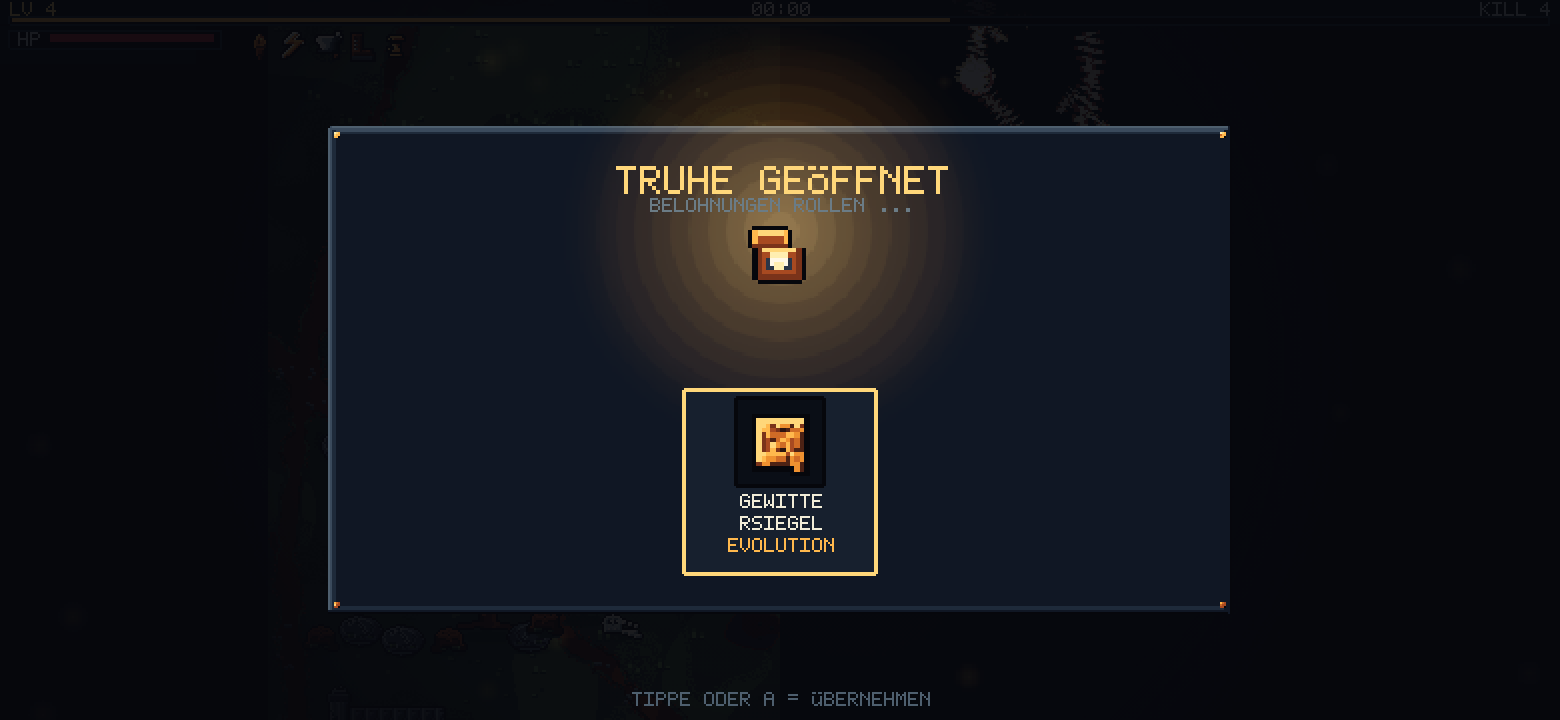 LV 4
00:00
KILL 4
HP
TRUHE GEöFFNET
BELOHNUNGEN ROLLEN ...
GEWITTE
RSIEGEL
EVOLUTION
TIPPE ODER A = üBERNEHMEN